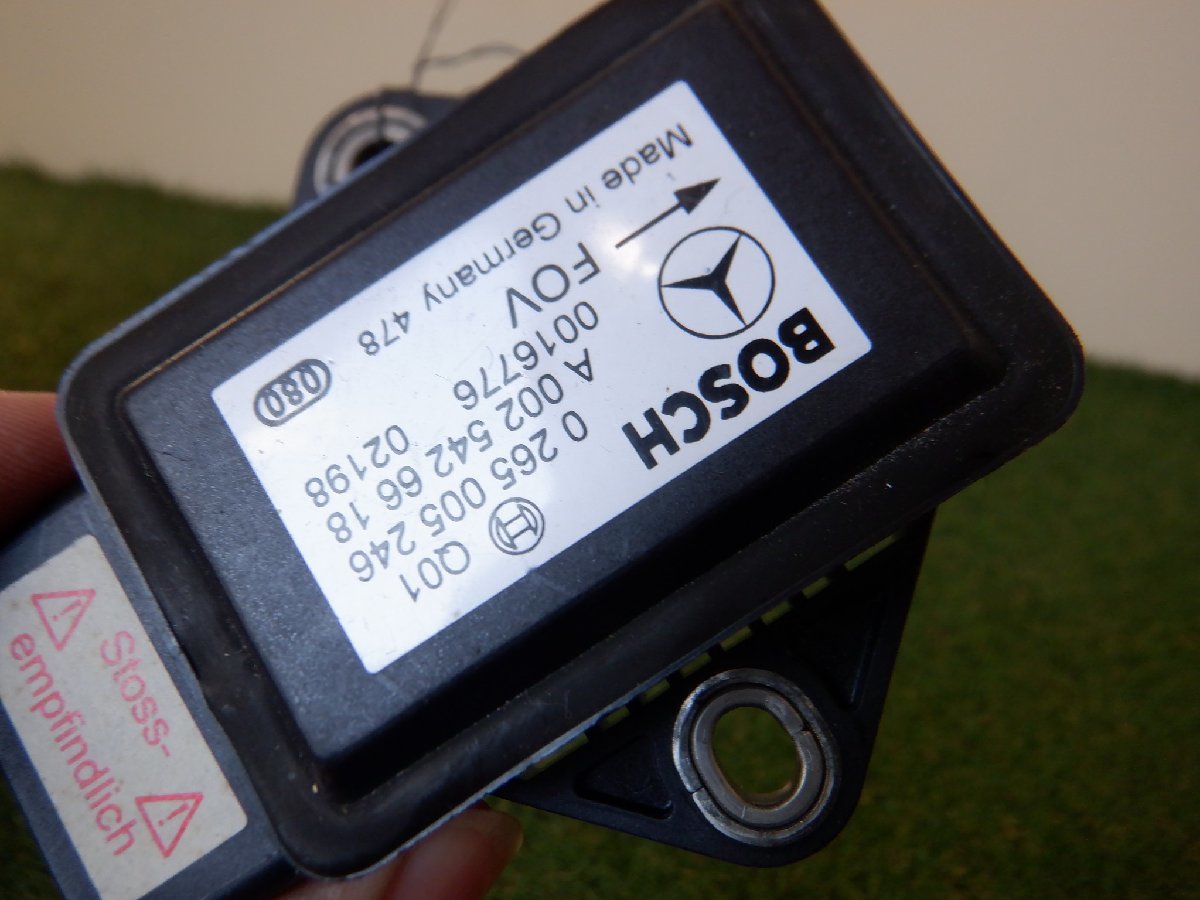 BOSCH
0 265 005 246
Q01
A 002 542 66 18
0016776
02198
FOV
Made in Germany 478
080
Stoss-
empfindlich